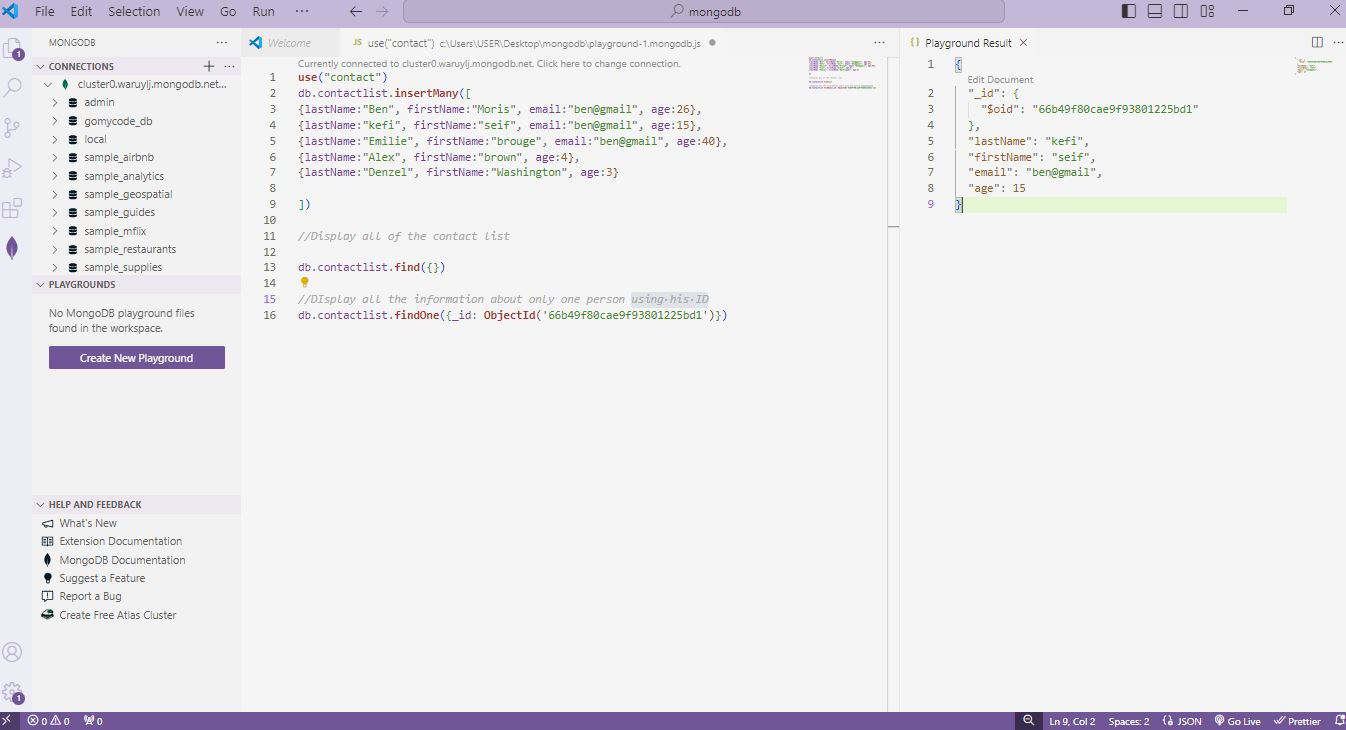 File Edit Selection View Go Run ··· mongodb
MONGODB ···
CONNECTIONS
cluster0.waruylj.mongodb.net...
admin
gomycode_db
local
sample_airbnb
sample_analytics
sample_geospatial
sample_guides
sample_mflix
sample_restaurants
sample_supplies
PLAYGROUNDS
No MongoDB playground files
found in the workspace.
Create New Playground
HELP AND FEEDBACK
What's New
Extension Documentation
MongoDB Documentation
Suggest a Feature
Report a Bug
Create Free Atlas Cluster
1
1
Welcome JS use("contact") c:\Users\USER\Desktop\mongodb\playground-1.mongodb.js
Currently connected to cluster0.waruylj.mongodb.net. Click here to change connection.
1 use("contact")
2 db.contactlist.insertMany([
3 {lastName:"Ben", firstName:"Moris", email:"ben@gmail", age:26},
4 {lastName:"kefi", firstName:"seif", email:"ben@gmail", age:15},
5 {lastName:"Emilie", firstName:"brouge", email:"ben@gmail", age:40},
6 {lastName:"Alex", firstName:"brown", age:4},
7 {lastName:"Denzel", firstName:"Washington", age:3}
8
9 ])
10
11 //Display all of the contact list
12
13 db.contactlist.find({})
14
15 //DIsplay all the information about only one person using·his·ID
16 db.contactlist.findOne({_id: ObjectId('66b49f80cae9f93801225bd1')})
{} Playground Result
1 {
Edit Document
2 "_id": {
3 "$oid": "66b49f80cae9f93801225bd1"
4 },
5 "lastName": "kefi",
6 "firstName": "seif",
7 "email": "ben@gmail",
8 "age": 15
9 }
0 0 0 Ln 9, Col 2 Spaces: 2 JSON Go Live Prettier